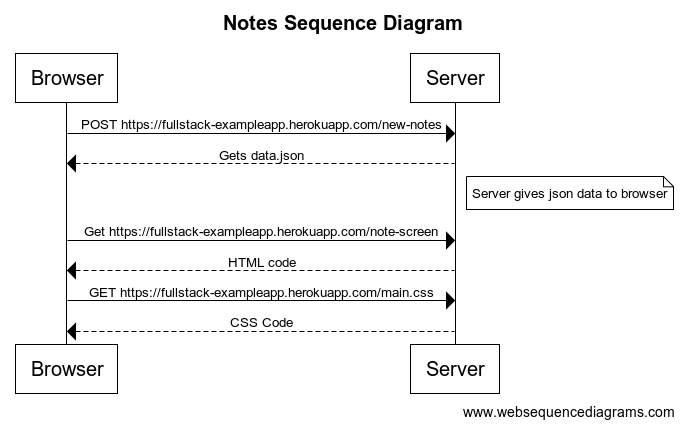 Notes Sequence Diagram
Browser
Server
POST https://fullstack-exampleapp.herokuapp.com/new-notes
Gets data.json
Server gives json data to browser
Get https://fullstack-exampleapp.herokuapp.com/note-screen
HTML code
GET https://fullstack-exampleapp.herokuapp.com/main.css
CSS Code
Browser
Server
www.websequencediagrams.com